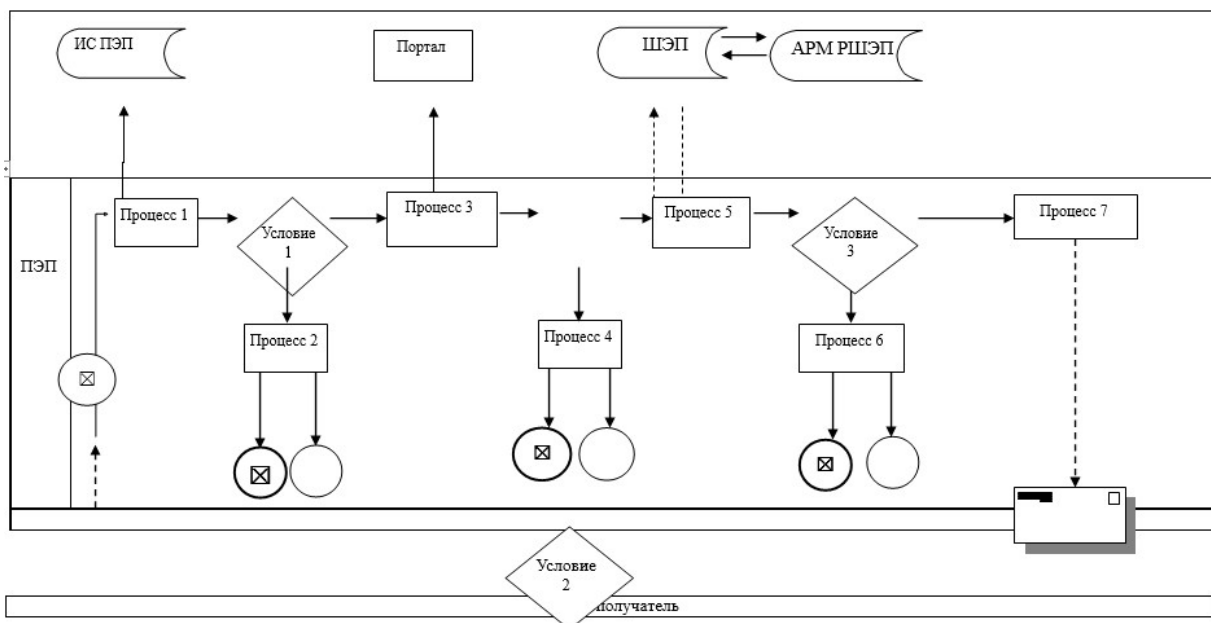 ИС ПЭП
Портал
ШЭП
АРМ РШЭП
ПЭП
Процесс 1
Условие
1
Процесс 3
Процесс 5
Условие
3
Процесс 7
Процесс 2
Процесс 4
Процесс 6
Условие
2
получатель